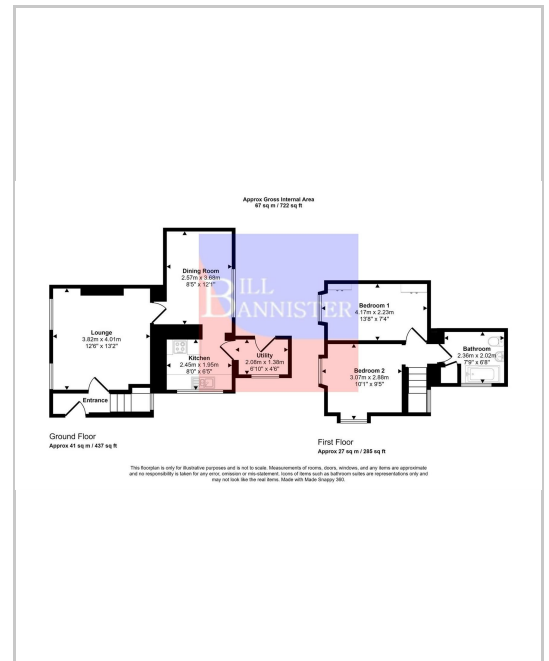 Approx Gross Internal Area
67 sq m / 722 sq ft
Dining Room
2.57m x 3.68m
8'5" x 12'1"
BILL
BANNISTER
Lounge
3.82m x 4.01m
12'6" x 13'2"
Kitchen
2.45m x 1.95m
8'0" x 6'5"
Utility
2.08m x 1.38m
6'10" x 4'6"
Entrance
Bedroom 1
4.17m x 2.23m
13'8" x 7'4"
Bathroom
2.36m x 2.02m
7'9" x 6'8"
Bedroom 2
3.07m x 2.88m
10'1" x 9'5"
Ground Floor
Approx 41 sq m / 437 sq ft
First Floor
Approx 27 sq m / 285 sq ft
This floorplan is only for illustrative purposes and is not to scale. Measurements of rooms, doors, windows, and any items are approximate
and no responsibility is taken for any error, omission or mis-statement. Icons of items such as bathroom suites are representations only and
may not look like the real items. Made with Made Snappy 360.